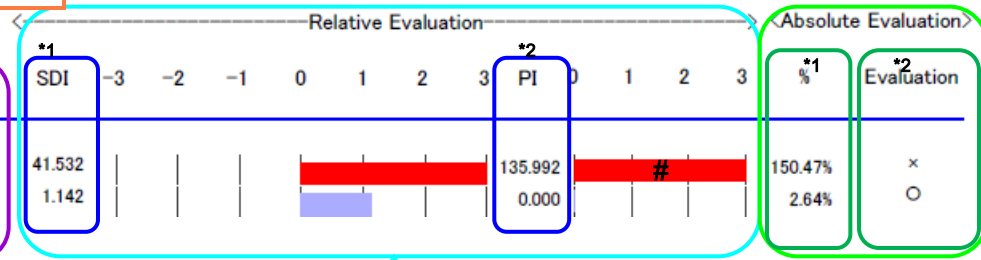 <Relative Evaluation> <Absolute Evaluation>
*1 *2 *1 *2
SDI -3 -2 -1 0 1 2 3 PI 0 1 2 3 % Evaluation
41.532 135.992 # 150.47% ×
1.142 0.000 2.64% ○